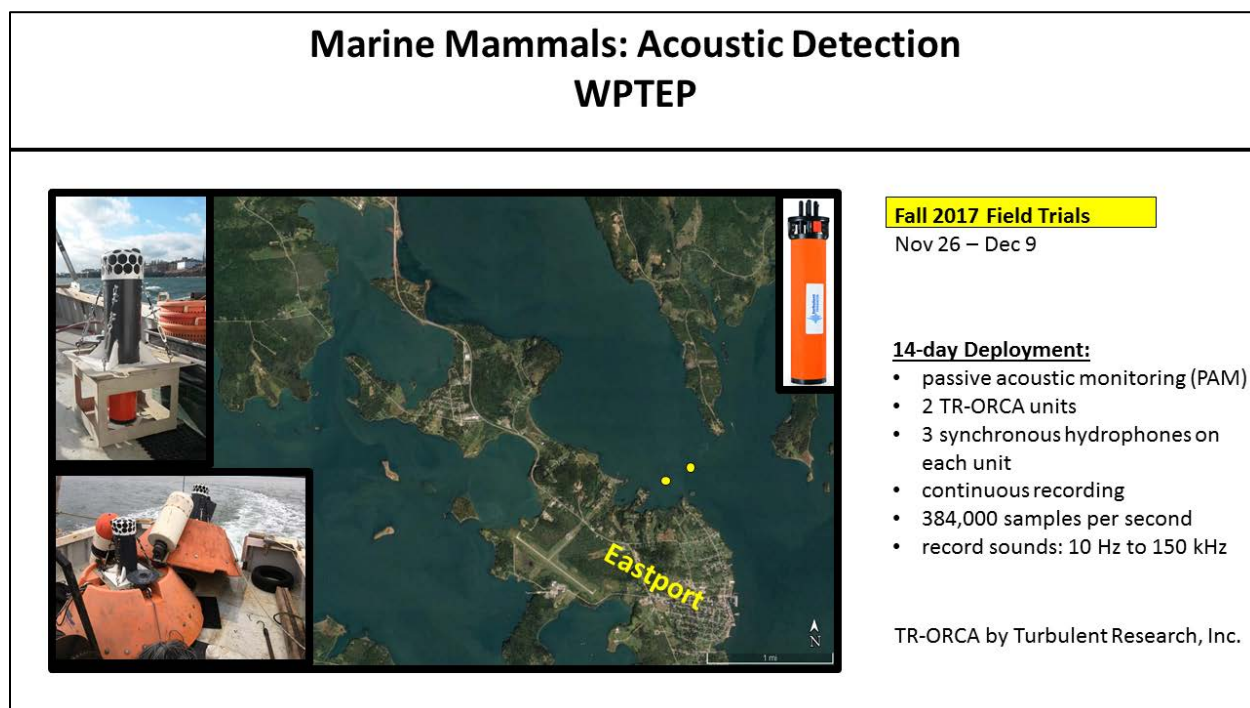 Marine Mammals: Acoustic Detection
WPTEP
Fall 2017 Field Trials
Nov 26 – Dec 9
14-day Deployment:
• passive acoustic monitoring (PAM)
• 2 TR-ORCA units
• 3 synchronous hydrophones on
each unit
• continuous recording
• 384,000 samples per second
• record sounds: 10 Hz to 150 kHz
TR-ORCA by Turbulent Research, Inc.
Eastport
N
1 mi